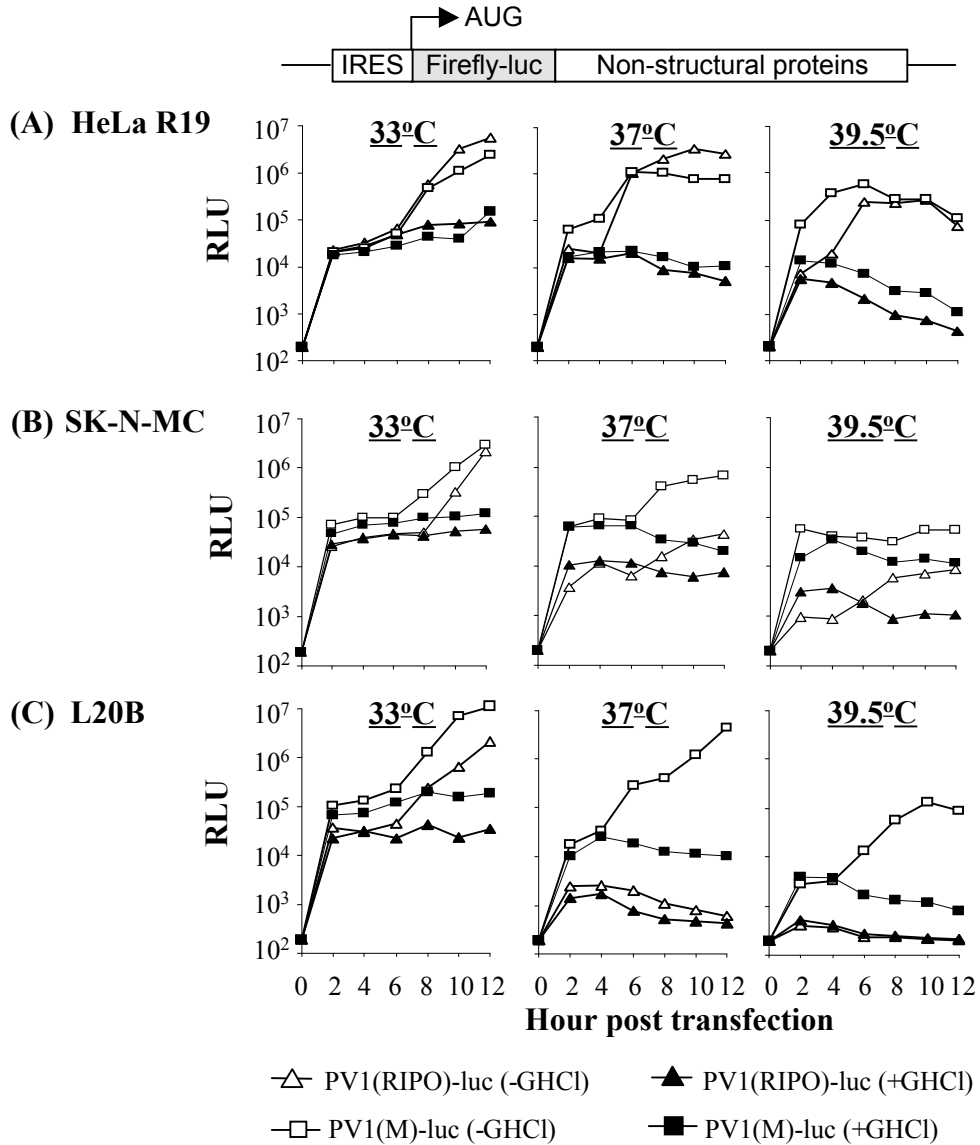 AUG
IRES Firefly-luc Non-structural proteins
(A) HeLa R19
33ºC 37ºC 39.5ºC
RLU
10⁷
10⁶
10⁵
10⁴
10³
10²
(B) SK-N-MC
33ºC 37ºC 39.5ºC
RLU
10⁷
10⁶
10⁵
10⁴
10³
10²
(C) L20B
33ºC 37ºC 39.5ºC
RLU
10⁷
10⁶
10⁵
10⁴
10³
10²
0 2 4 6 8 10 12 0 2 4 6 8 10 12 0 2 4 6 8 10 12
Hour post transfection
PV1(RIPO)-luc (-GHCl) PV1(RIPO)-luc (+GHCl)
PV1(M)-luc (-GHCl) PV1(M)-luc (+GHCl)